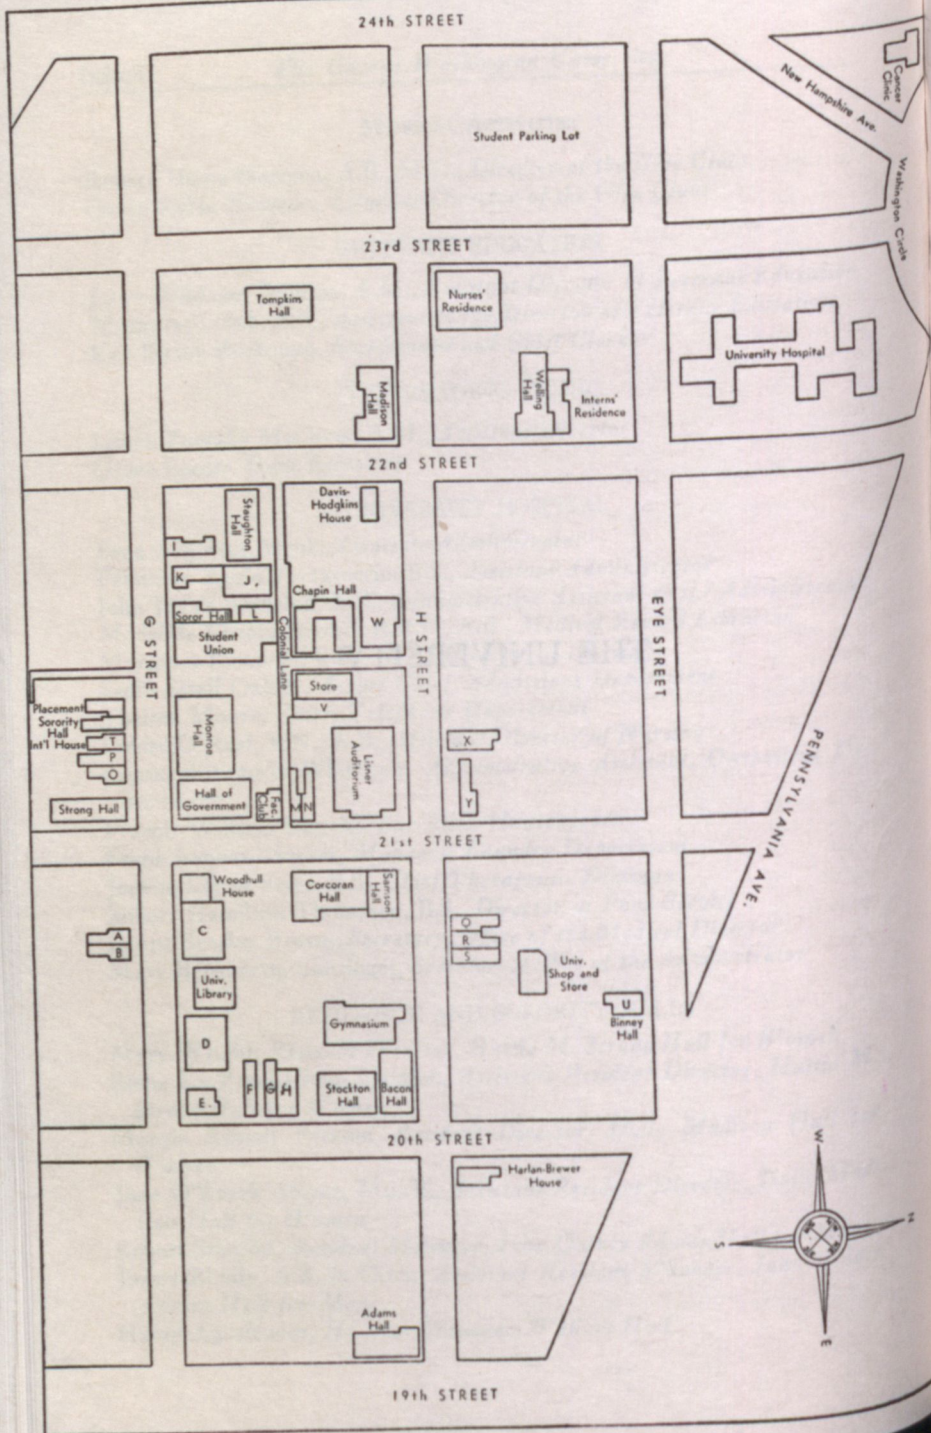 24th STREET
Cancer
Clinic
New Hampshire Ave.
Student Parking Lot
Washington Circle
23rd STREET
Tompkins
Hall
Nurses'
Residence
University Hospital
Madison
Hall
Welling
Hall
Interns'
Residence
22nd STREET
Davis-
Hodgkins
House
Staughton
Hall
I
K
J
Chapin Hall
Soror Hall
L
W
Student
Union
G STREET
Colonial Lane
H STREET
EYE STREET
Store
V
Placement
Sorority
Hall
Int'l House
T
P
O
Monroe
Hall
Lisner
Auditorium
X
Y
PENNSYLVANIA AVE.
Strong Hall
Hall of
Government
Fac.
Club
M
N
21st STREET
Woodhull
House
Corcoran
Hall
Samson
Hall
A
B
C
R
S
Univ.
Library
Univ.
Shop and
Store
U
Binney
Hall
D
Gymnasium
E
F
G
H
Stockton
Hall
Bacon
Hall
20th STREET
Harlan-Brewer
House
W
N
S
E
Adams
Hall
19th STREET